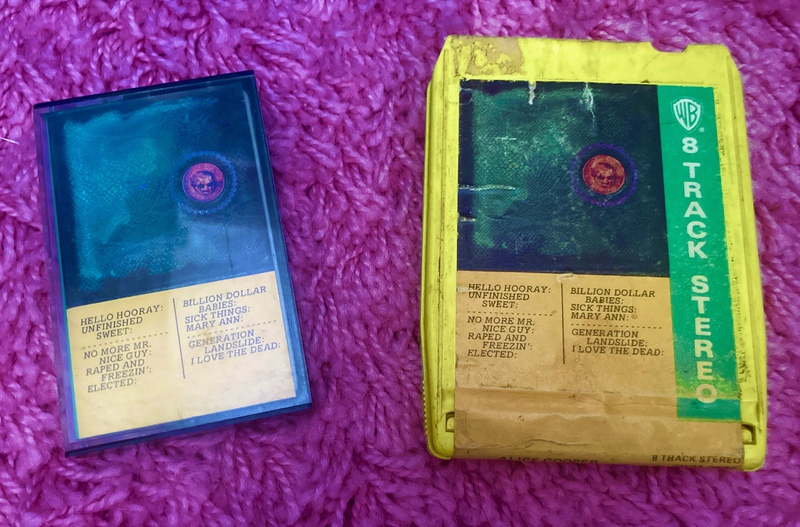 HELLO HOORAY:
UNFINISHED
SWEET:
NO MORE MR.
NICE GUY:
RAPED AND
FREEZIN':
ELECTED:
BILLION DOLLAR
BABIES:
SICK THINGS:
MARY ANN:
GENERATION
LANDSLIDE:
I LOVE THE DEAD:
HELLO HOORAY:
UNFINISHED
SWEET:
NO MORE MR.
NICE GUY:
RAPED AND
FREEZIN':
ELECTED:
BILLION DOLLAR
BABIES:
SICK THINGS:
MARY ANN:
GENERATION
LANDSLIDE:
I LOVE THE DEAD:
WB
8 TRACK STEREO
ALICE COOPER
8 TRACK STEREO